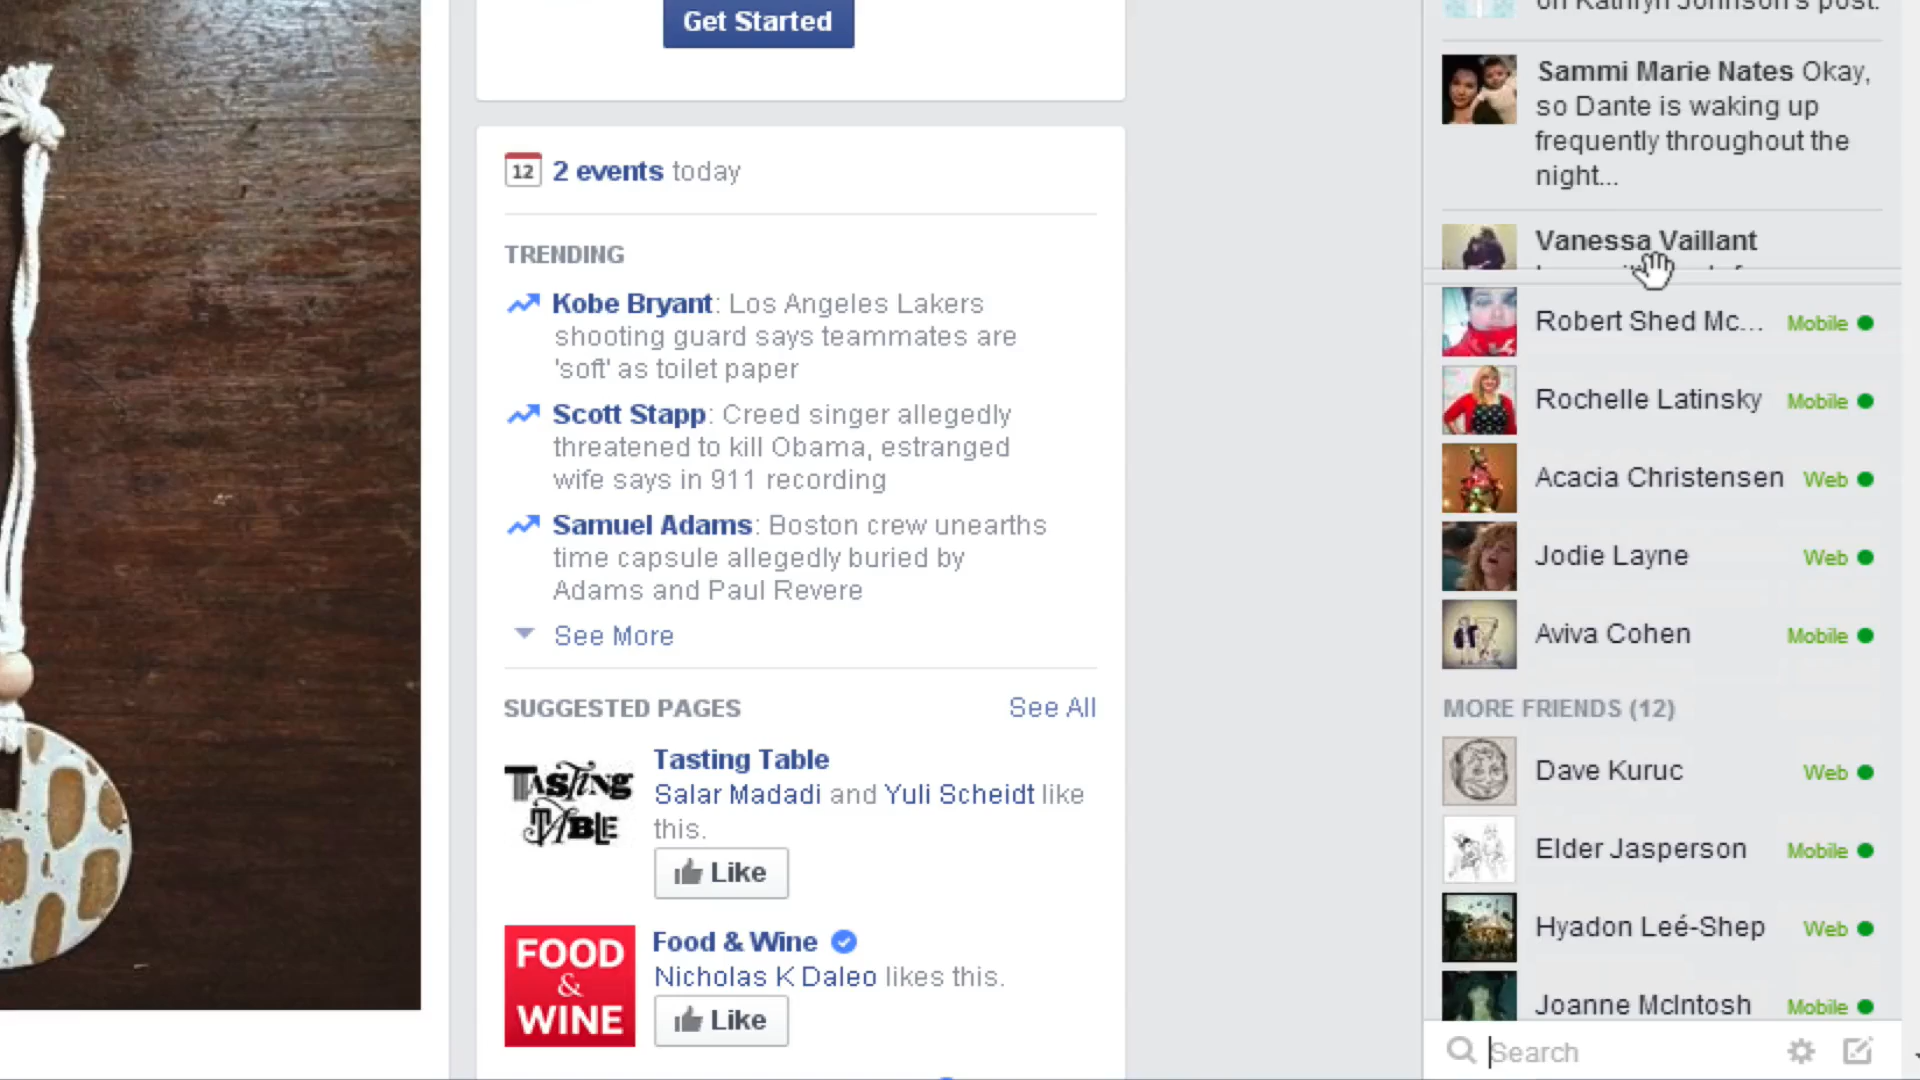 Get Started
12 2 events today
TRENDING
Kobe Bryant: Los Angeles Lakers
shooting guard says teammates are
'soft' as toilet paper
Scott Stapp: Creed singer allegedly
threatened to kill Obama, estranged
wife says in 911 recording
Samuel Adams: Boston crew unearths
time capsule allegedly buried by
Adams and Paul Revere
See More
SUGGESTED PAGES See All
TASTING
TABLE
Tasting Table
Salar Madadi and Yuli Scheidt like
this.
Like
FOOD
&
WINE
Food & Wine
Nicholas K Daleo likes this.
Like
on Kathryn Johnson's post.
Sammi Marie Nates Okay,
so Dante is waking up
frequently throughout the
night...
Vanessa Vaillant
Robert Shed Mc... Mobile
Rochelle Latinsky Mobile
Acacia Christensen Web
Jodie Layne Web
Aviva Cohen Mobile
MORE FRIENDS (12)
Dave Kuruc Web
Elder Jasperson Mobile
Hyadon Leé-Shep Web
Joanne McIntosh Mobile
Search